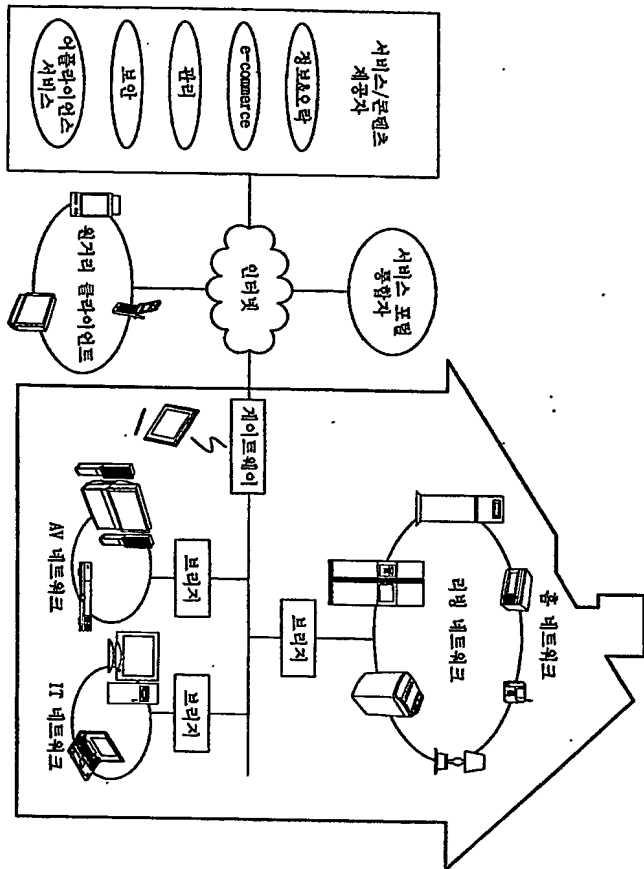 서비스/콘텐츠
제공자
정보&오락
e-commerce
관리
보안
어플라이언스
서비스
서비스 포털
통합자
인터넷
원거리 클라이언트
홈 네트워크
리빙 네트워크
게이트웨이
브리지
브리지
브리지
AV 네트워크
IT 네트워크